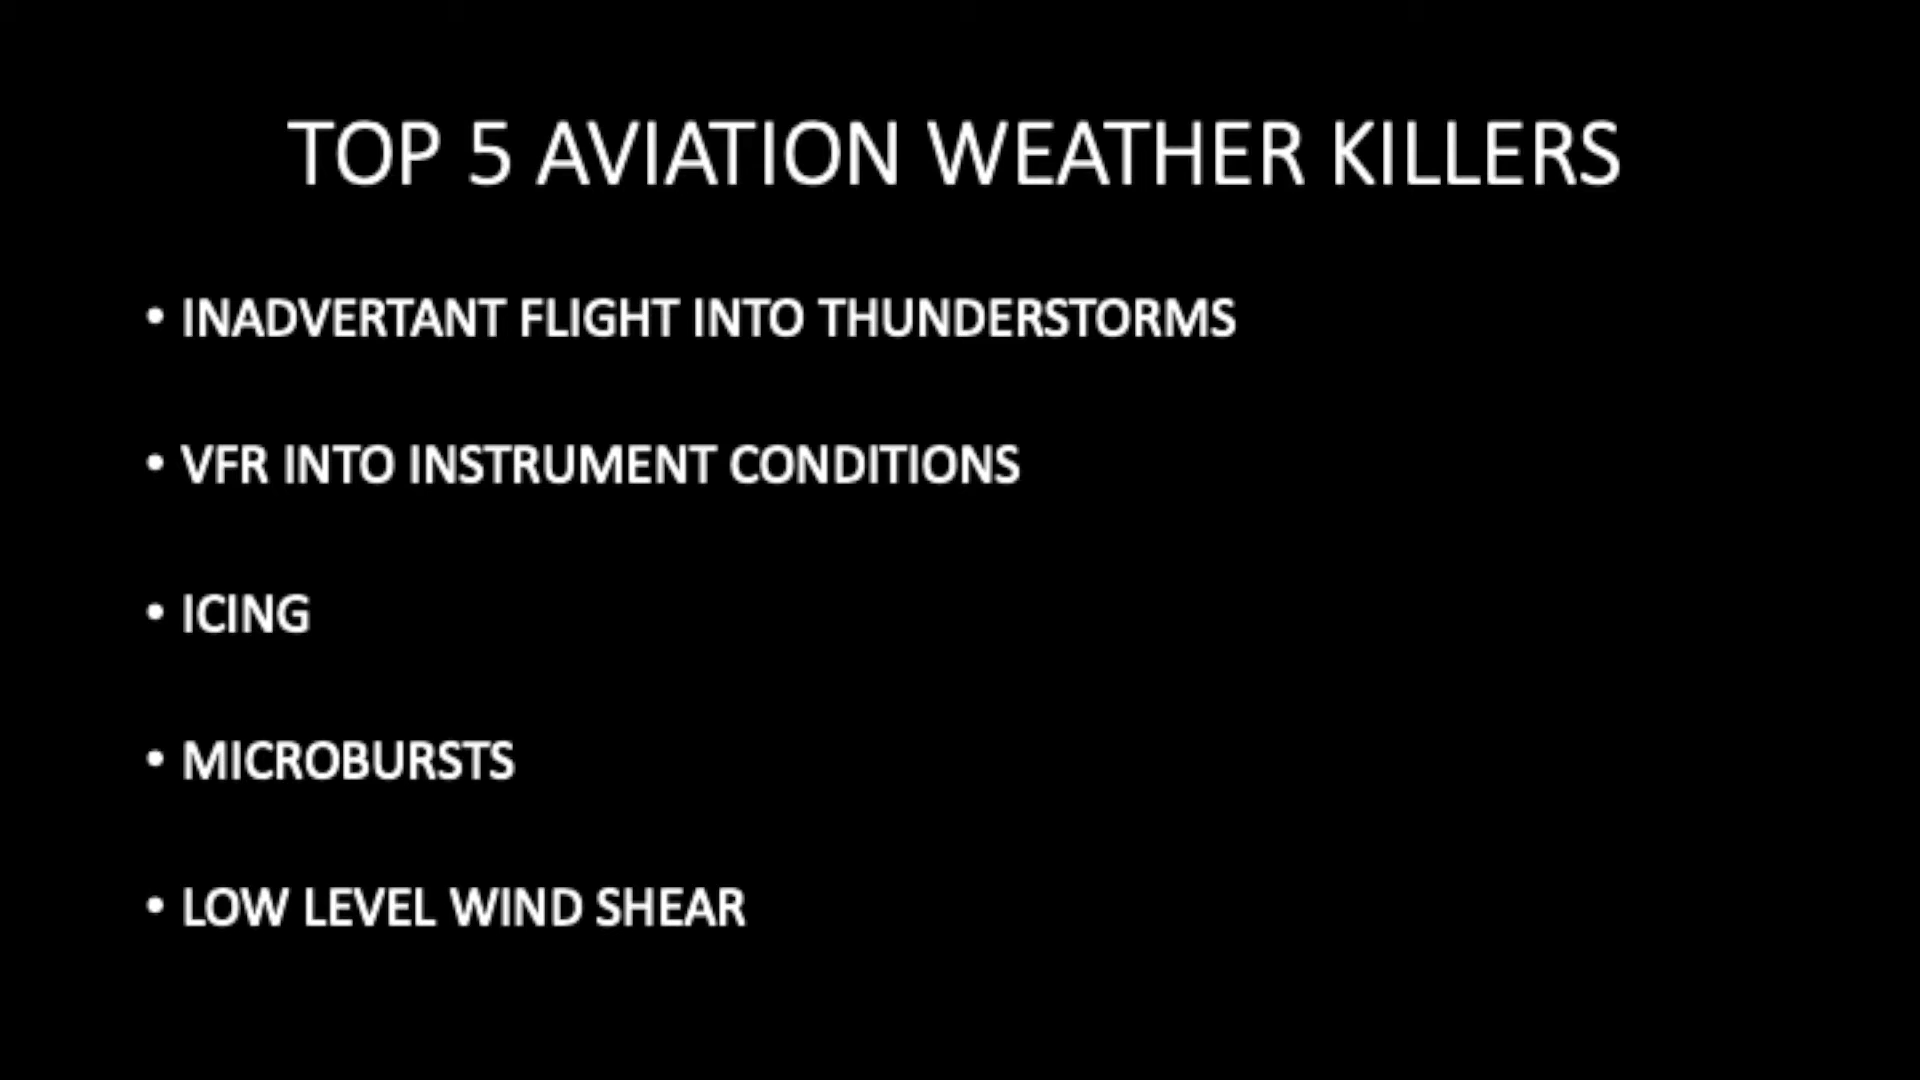 TOP 5 AVIATION WEATHER KILLERS
• INADVERTANT FLIGHT INTO THUNDERSTORMS
• VFR INTO INSTRUMENT CONDITIONS
• ICING
• MICROBURSTS
• LOW LEVEL WIND SHEAR